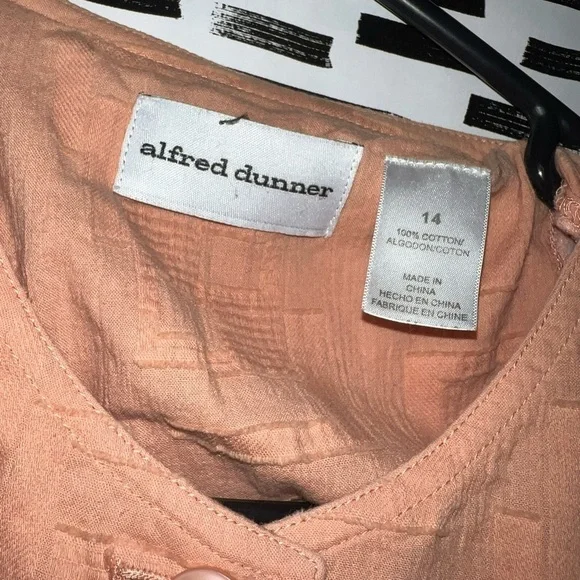 alfred dunner
14
100% COTTON/
ALGODON/COTON
MADE IN
CHINA
HECHO EN CHINA
FABRIQUE EN CHINE